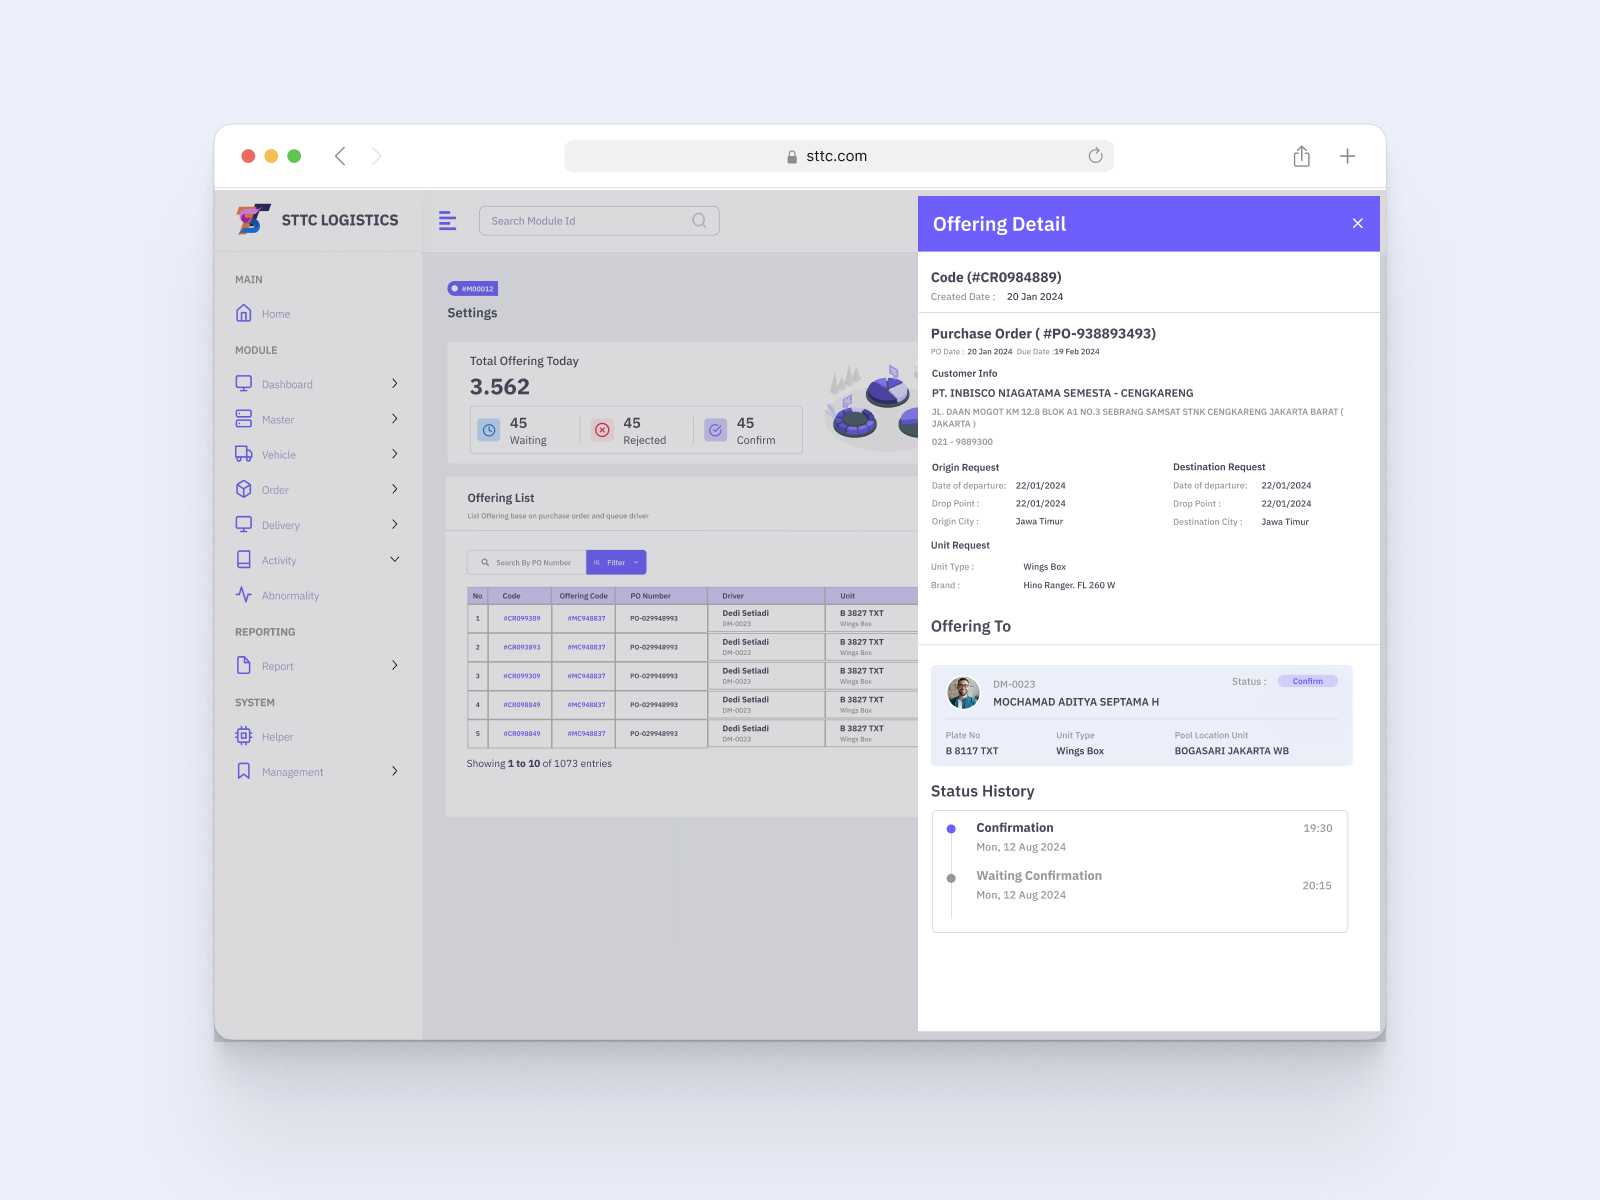 sttc.com
STTC LOGISTICS
Search Module Id
MAIN
Home
MODULE
Dashboard
Master
Vehicle
Order
Delivery
Activity
Abnormality
REPORTING
Report
SYSTEM
Helper
Management
#M00012
Settings
Total Offering Today
3.562
45
Waiting
45
Rejected
45
Confirm
Offering List
List Offering base on purchase order and queue driver
Search By PO Number
Filter
No Code Offering Code PO Number Driver Unit
1 #CR099389 #MC948837 PO-029948993 Dedi Setiadi B 3827 TXT
DM-0023 Wings Box
2 #CR093893 #MC948837 PO-029948993 Dedi Setiadi B 3827 TXT
DM-0023 Wings Box
3 #CR099309 #MC948837 PO-029948993 Dedi Setiadi B 3827 TXT
DM-0023 Wings Box
4 #CR098849 #MC948837 PO-029948993 Dedi Setiadi B 3827 TXT
DM-0023 Wings Box
5 #CR098849 #MC948837 PO-029948993 Dedi Setiadi B 3827 TXT
DM-0023 Wings Box
Showing 1 to 10 of 1073 entries
Offering Detail
Code (#CR0984889)
Created Date : 20 Jan 2024
Purchase Order ( #PO-938893493)
PO Date : 20 Jan 2024 Due Date :19 Feb 2024
Customer Info
PT. INBISCO NIAGATAMA SEMESTA - CENGKARENG
JL. DAAN MOGOT KM 12.8 BLOK A1 NO.3 SEBRANG SAMSAT STNK CENGKARENG JAKARTA BARAT (
JAKARTA )
021 - 9889300
Origin Request
Date of departure: 22/01/2024
Drop Point : 22/01/2024
Origin City : Jawa Timur
Destination Request
Date of departure: 22/01/2024
Drop Point : 22/01/2024
Destination City : Jawa Timur
Unit Request
Unit Type : Wings Box
Brand : Hino Ranger. FL 260 W
Offering To
DM-0023
MOCHAMAD ADITYA SEPTAMA H
Status : Confirm
Plate No Unit Type Pool Location Unit
B 8117 TXT Wings Box BOGASARI JAKARTA WB
Status History
Confirmation 19:30
Mon, 12 Aug 2024
Waiting Confirmation 20:15
Mon, 12 Aug 2024